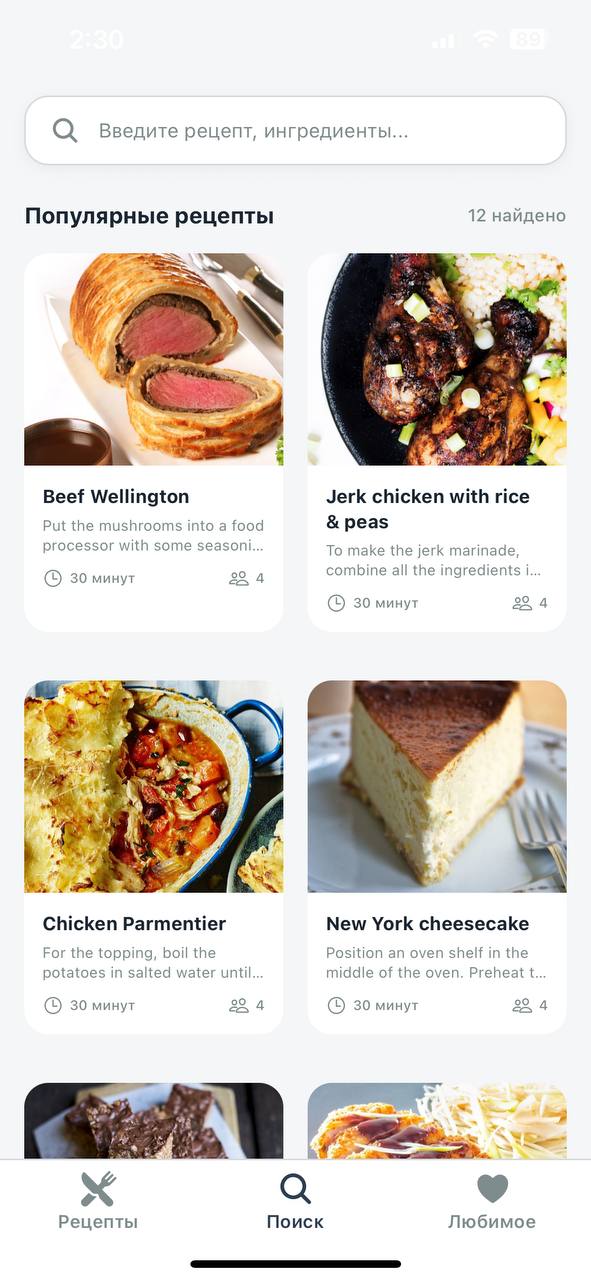 2:30
89
Введите рецепт, ингредиенты...
Популярные рецепты
12 найдено
Beef Wellington
Put the mushrooms into a food
processor with some seasoni...
30 минут
4
Jerk chicken with rice
& peas
To make the jerk marinade,
combine all the ingredients i...
30 минут
4
Chicken Parmentier
For the topping, boil the
potatoes in salted water until...
30 минут
4
New York cheesecake
Position an oven shelf in the
middle of the oven. Preheat t...
30 минут
4
Рецепты
Поиск
Любимое